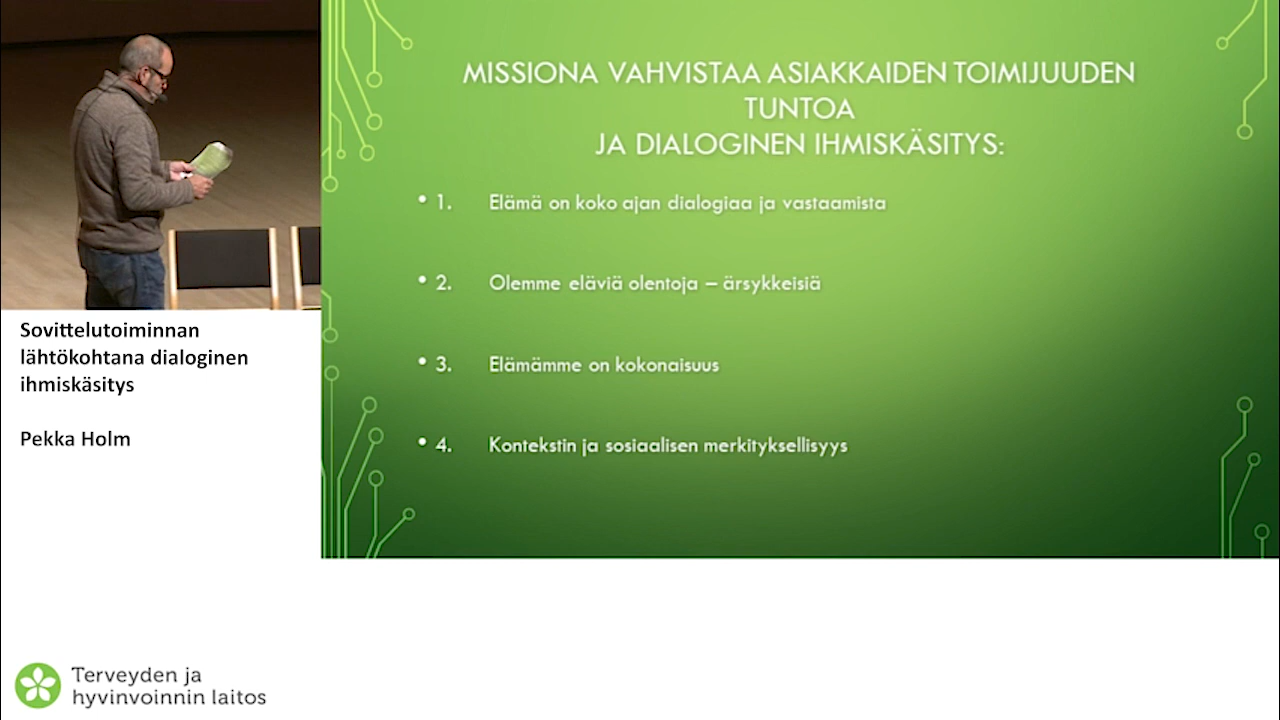 MISSIONA VAHVISTAA ASIAKKAIDEN TOIMIJUUDEN
TUNTOA
JA DIALOGINEN IHMISKÄSITYS:
• 1. Elämä on koko ajan dialogiaa ja vastaamista
• 2. Olemme eläviä olentoja – ärsykkeisiä
• 3. Elämämme on kokonaisuus
• 4. Kontekstin ja sosiaalisen merkityksellisyys
Sovittelutoiminnan
lähtökohtana dialoginen
ihmiskäsitys
Pekka Holm
Terveyden ja
hyvinvoinnin laitos